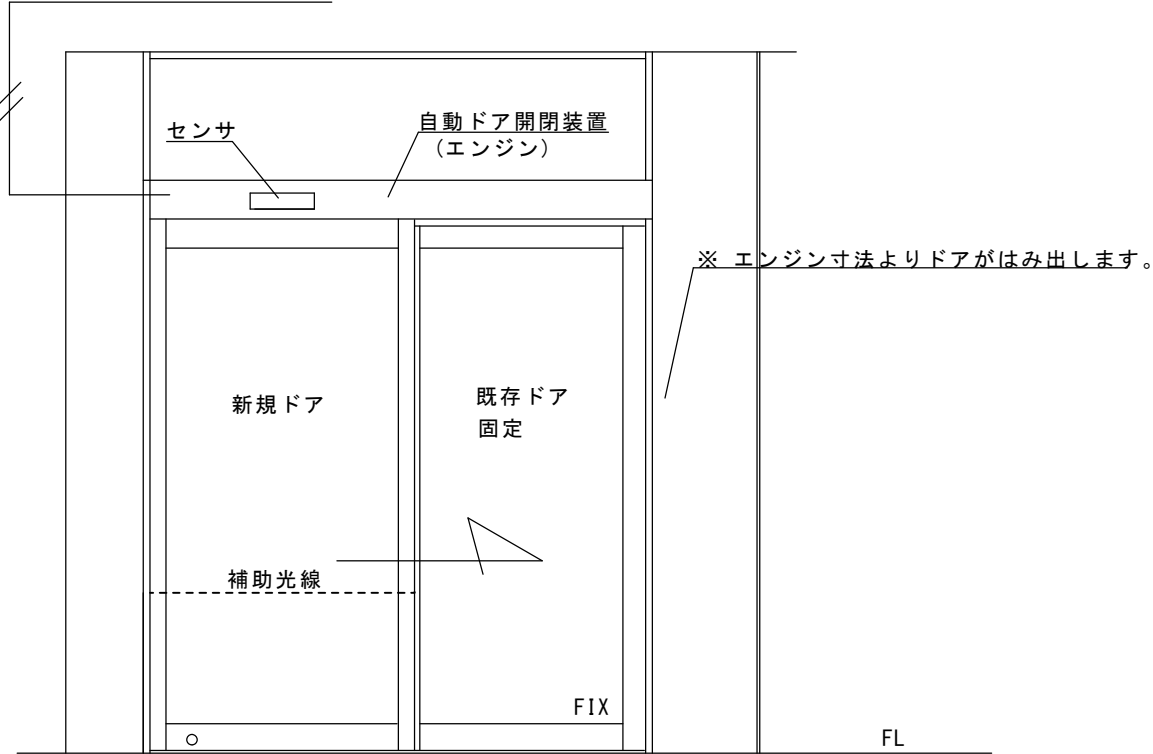 センサ
自動ドア開閉装置
(エンジン)
※ エンジン寸法よりドアがはみ出します。
新規ドア
既存ドア
固定
補助光線
FIX
FL